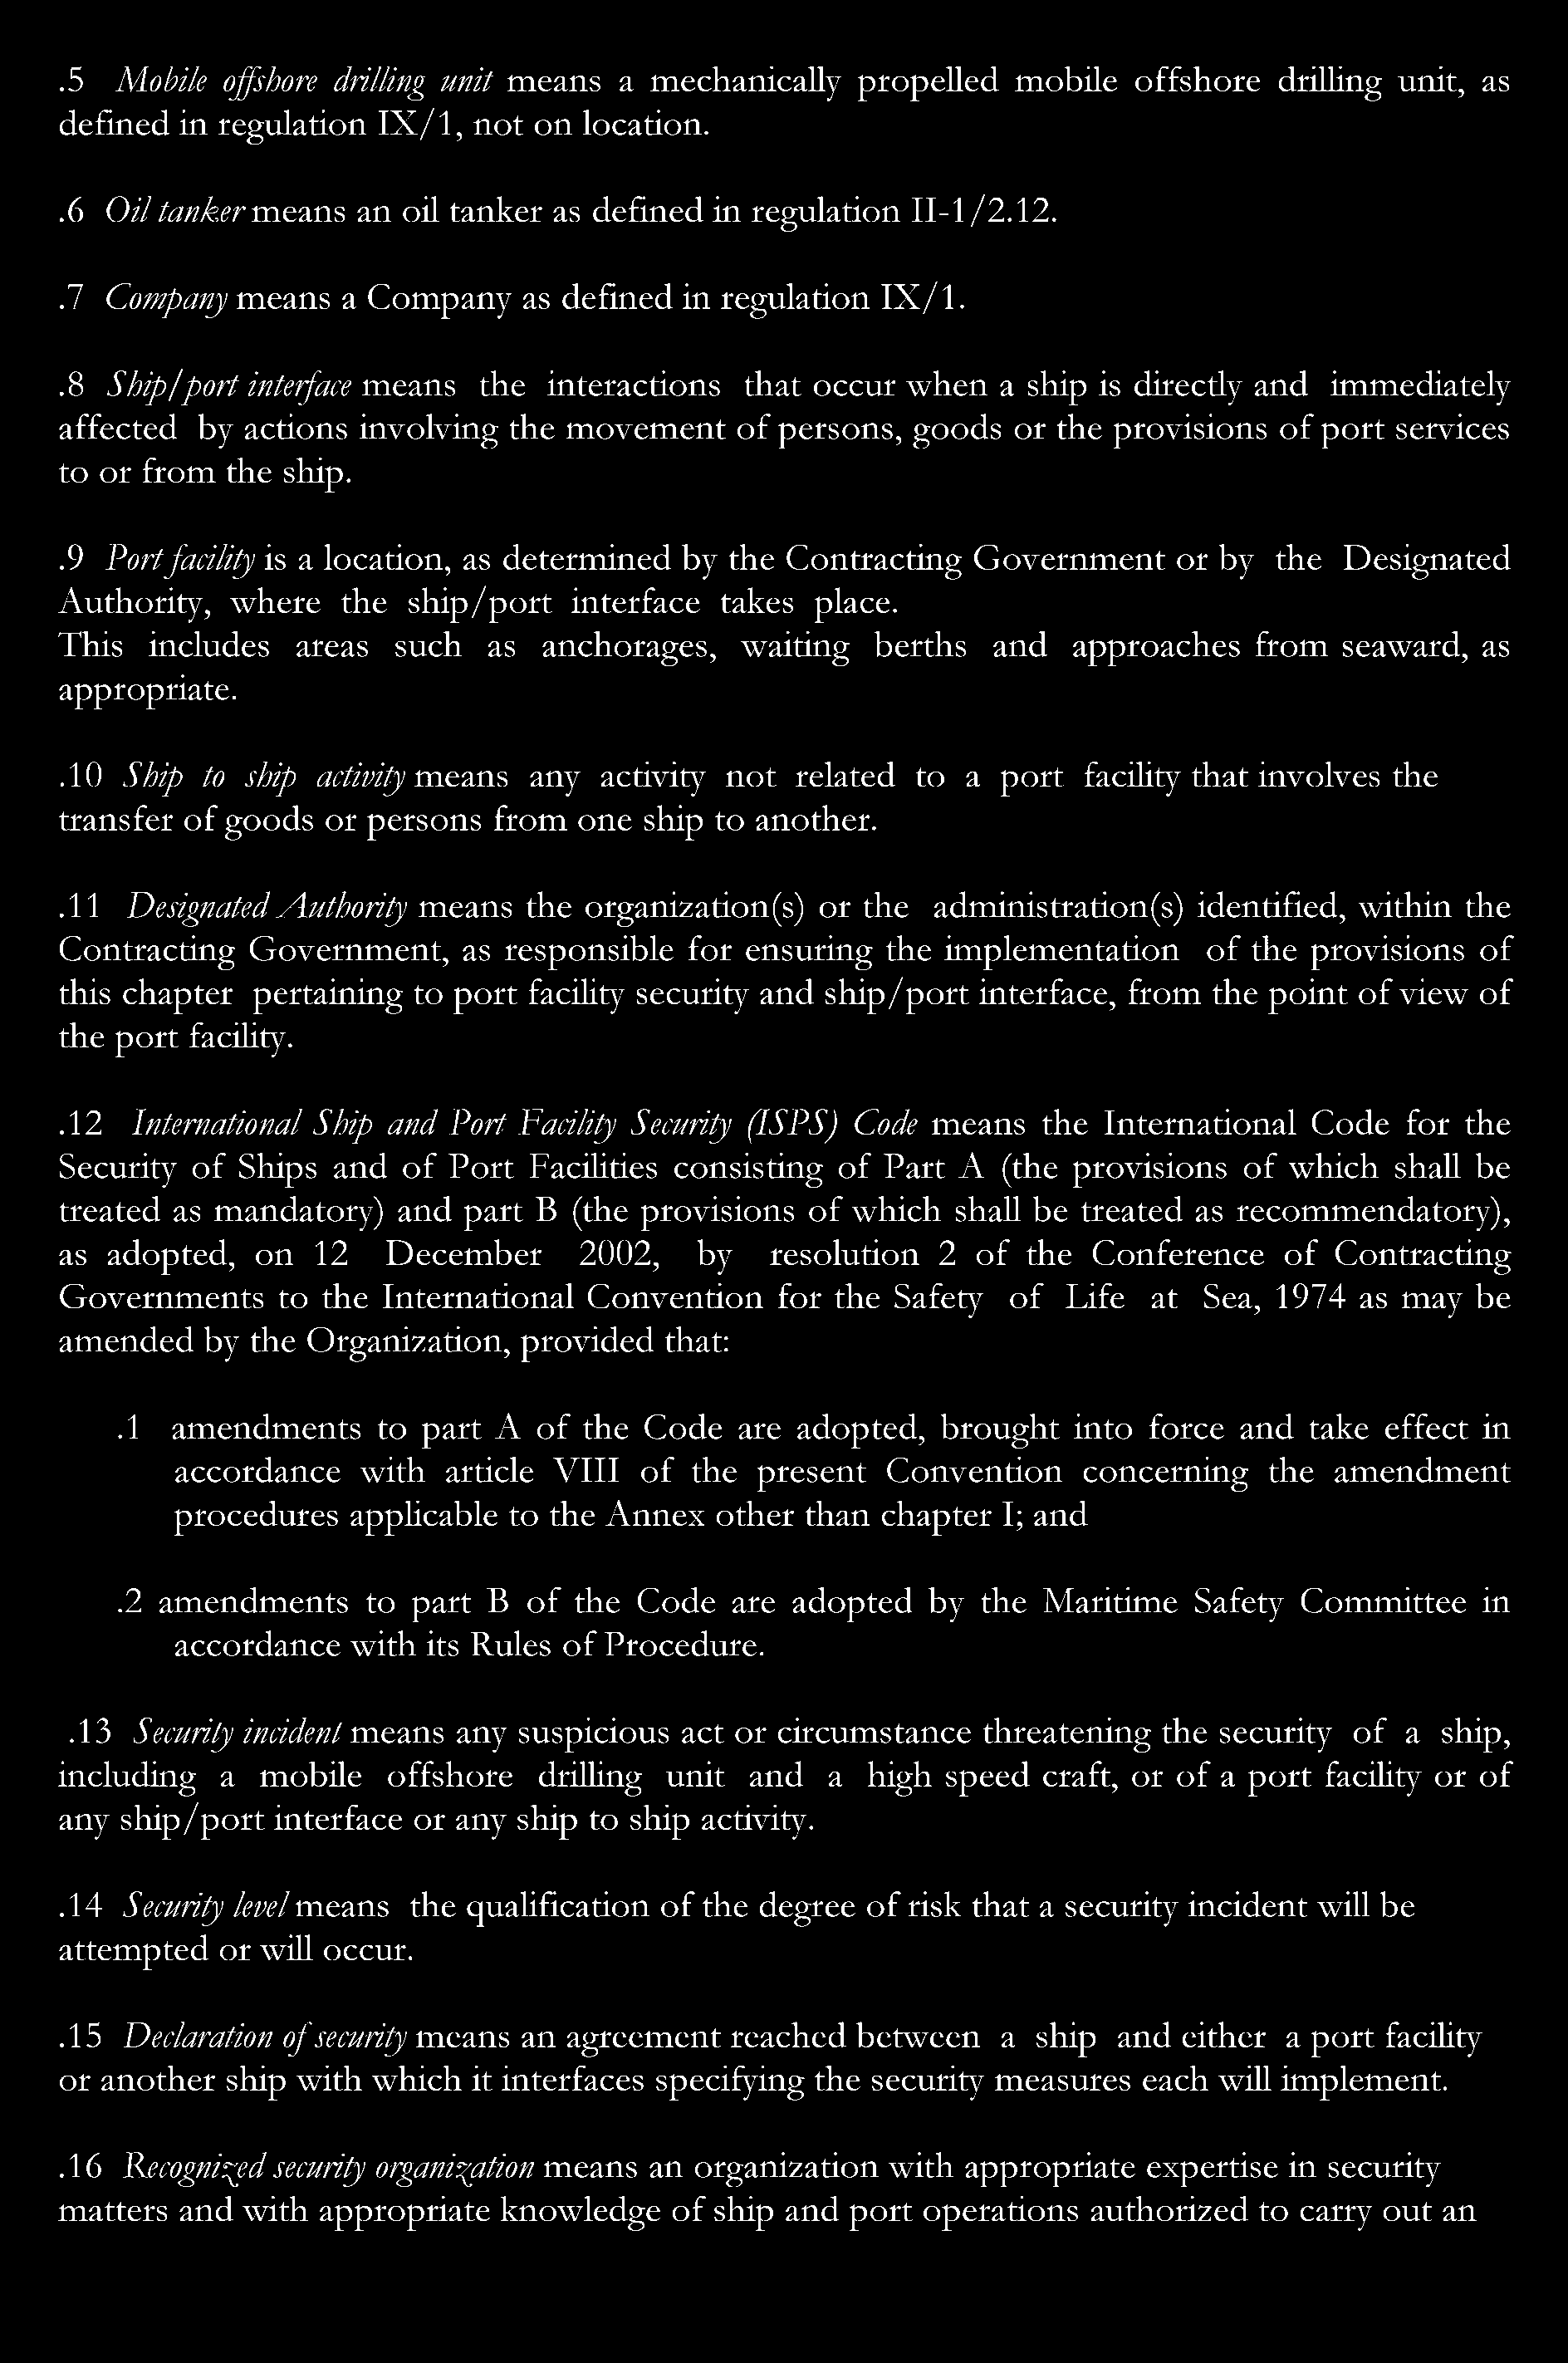 .5 Mobile offshore drilling unit means a mechanically propelled mobile offshore drilling unit, as
defined in regulation IX/1, not on location.
.6 Oil tanker means an oil tanker as defined in regulation II-1/2.12.
.7 Company means a Company as defined in regulation IX/1.
.8 Ship/port interface means the interactions that occur when a ship is directly and immediately
affected by actions involving the movement of persons, goods or the provisions of port services
to or from the ship.
.9 Port facility is a location, as determined by the Contracting Government or by the Designated
Authority, where the ship/port interface takes place.
This includes areas such as anchorages, waiting berths and approaches from seaward, as
appropriate.
.10 Ship to ship activity means any activity not related to a port facility that involves the
transfer of goods or persons from one ship to another.
.11 Designated Authority means the organization(s) or the administration(s) identified, within the
Contracting Government, as responsible for ensuring the implementation of the provisions of
this chapter pertaining to port facility security and ship/port interface, from the point of view of
the port facility.
.12 International Ship and Port Facility Security (ISPS) Code means the International Code for the
Security of Ships and of Port Facilities consisting of Part A (the provisions of which shall be
treated as mandatory) and part B (the provisions of which shall be treated as recommendatory),
as adopted, on 12 December 2002, by resolution 2 of the Conference of Contracting
Governments to the International Convention for the Safety of Life at Sea, 1974 as may be
amended by the Organization, provided that:
.1 amendments to part A of the Code are adopted, brought into force and take effect in
accordance with article VIII of the present Convention concerning the amendment
procedures applicable to the Annex other than chapter I; and
.2 amendments to part B of the Code are adopted by the Maritime Safety Committee in
accordance with its Rules of Procedure.
.13 Security incident means any suspicious act or circumstance threatening the security of a ship,
including a mobile offshore drilling unit and a high speed craft, or of a port facility or of
any ship/port interface or any ship to ship activity.
.14 Security level means the qualification of the degree of risk that a security incident will be
attempted or will occur.
.15 Declaration of security means an agreement reached between a ship and either a port facility
or another ship with which it interfaces specifying the security measures each will implement.
.16 Recognized security organization means an organization with appropriate expertise in security
matters and with appropriate knowledge of ship and port operations authorized to carry out an